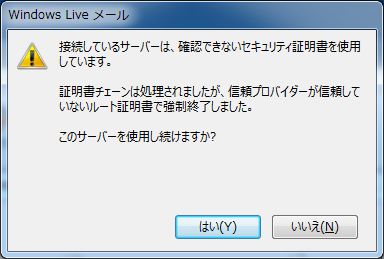 Windows Live メール
接続しているサーバーは、確認できないセキュリティ証明書を使用
しています。
証明書チェーンは処理されましたが、信頼プロバイダーが信頼して
いないルート証明書で強制終了しました。
このサーバーを使用し続けますか?
はい(Y)
いいえ(N)